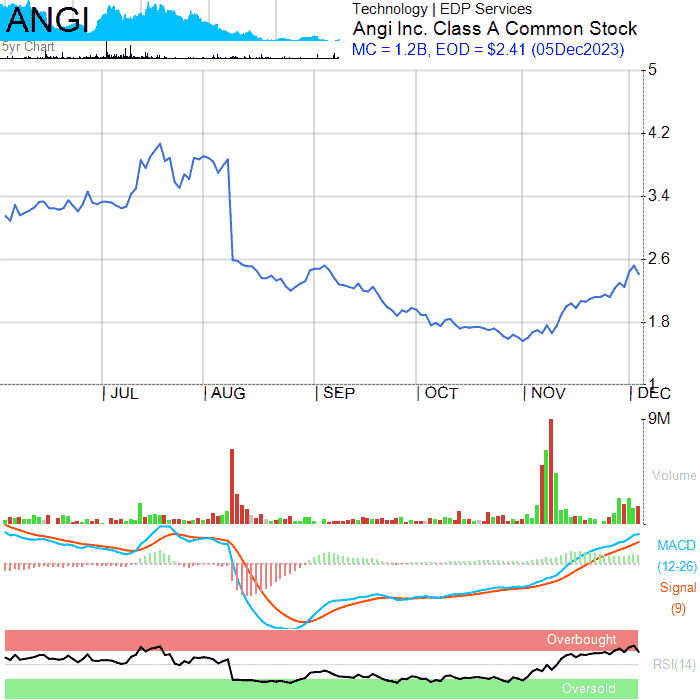 ANGI
5yr Chart
Technology | EDP Services
Angi Inc. Class A Common Stock
MC = 1.2B, EOD = $2.41 (05Dec2023)
5
4.2
3.4
2.6
1.8
1
JUL
AUG
SEP
OCT
NOV
DEC
9M
Volume
MACD
(12-26)
Signal
(9)
Overbought
RSI(14)
Oversold